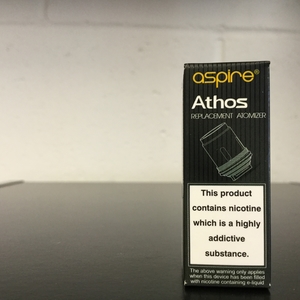 aspire®
Athos
REPLACEMENT ATOMIZER
This product
contains nicotine
which is a highly
addictive
substance.
The above warning only applies
when this device has been filled
with nicotine containing e-liquid